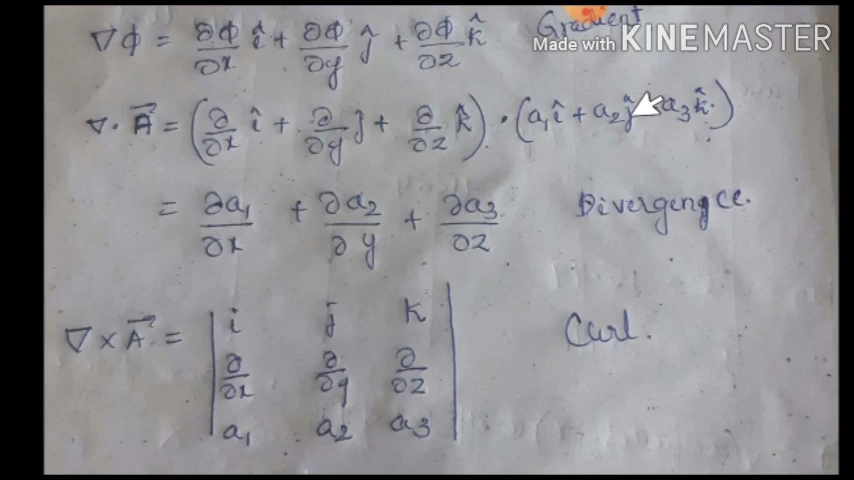 ∇Φ = ∂Φ/∂x î + ∂Φ/∂y ĵ + ∂Φ/∂z k̂ Gradient
Made with KINEMASTER
∇·A⃗ = (∂/∂x î + ∂/∂y ĵ + ∂/∂z k̂) · (a₁î + a₂ĵ a₃k̂)
= ∂a₁/∂x + ∂a₂/∂y + ∂a₃/∂z Divergengce.
∇×A⃗ = | i j k |
| ∂/∂x ∂/∂y ∂/∂z | Curl.
| a₁ a₂ a₃ |